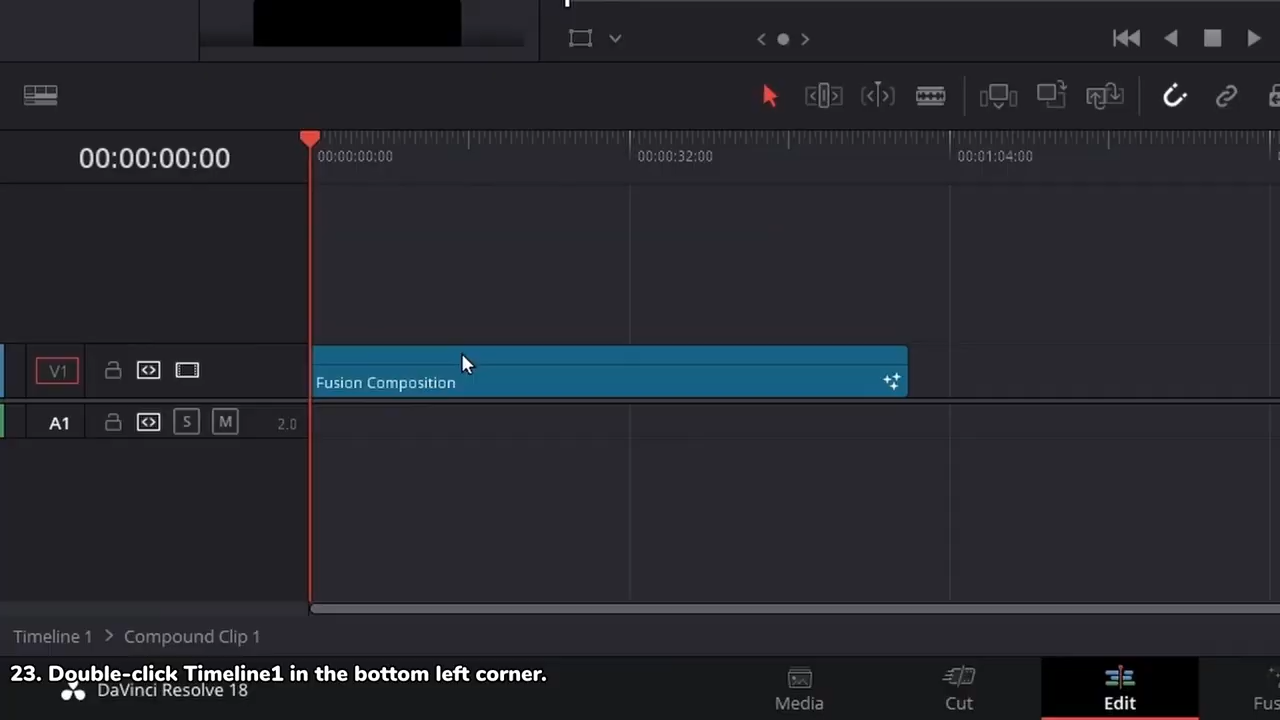 00:00:00:00
00:00:00:00
00:00:32:00
00:01:04:00
V1
Fusion Composition
A1
S
M
2.0
Timeline 1 > Compound Clip 1
23. Double-click Timeline1 in the bottom left corner.
DaVinci Resolve 18
Media
Cut
Edit
Fus